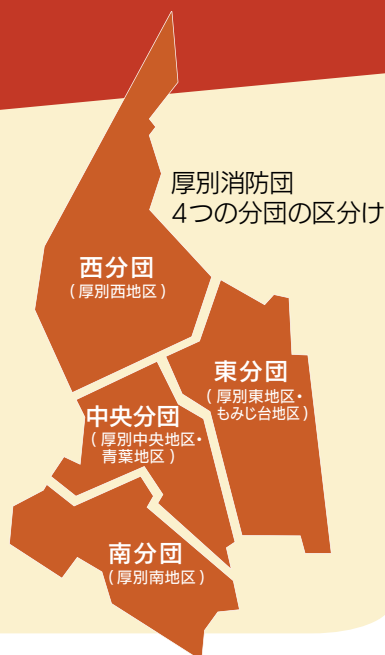 厚別消防団
4つの分団の区分け
西分団
(厚別西地区)
東分団
(厚別東地区・
もみじ台地区)
中央分団
(厚別中央地区・
青葉地区)
南分団
(厚別南地区)